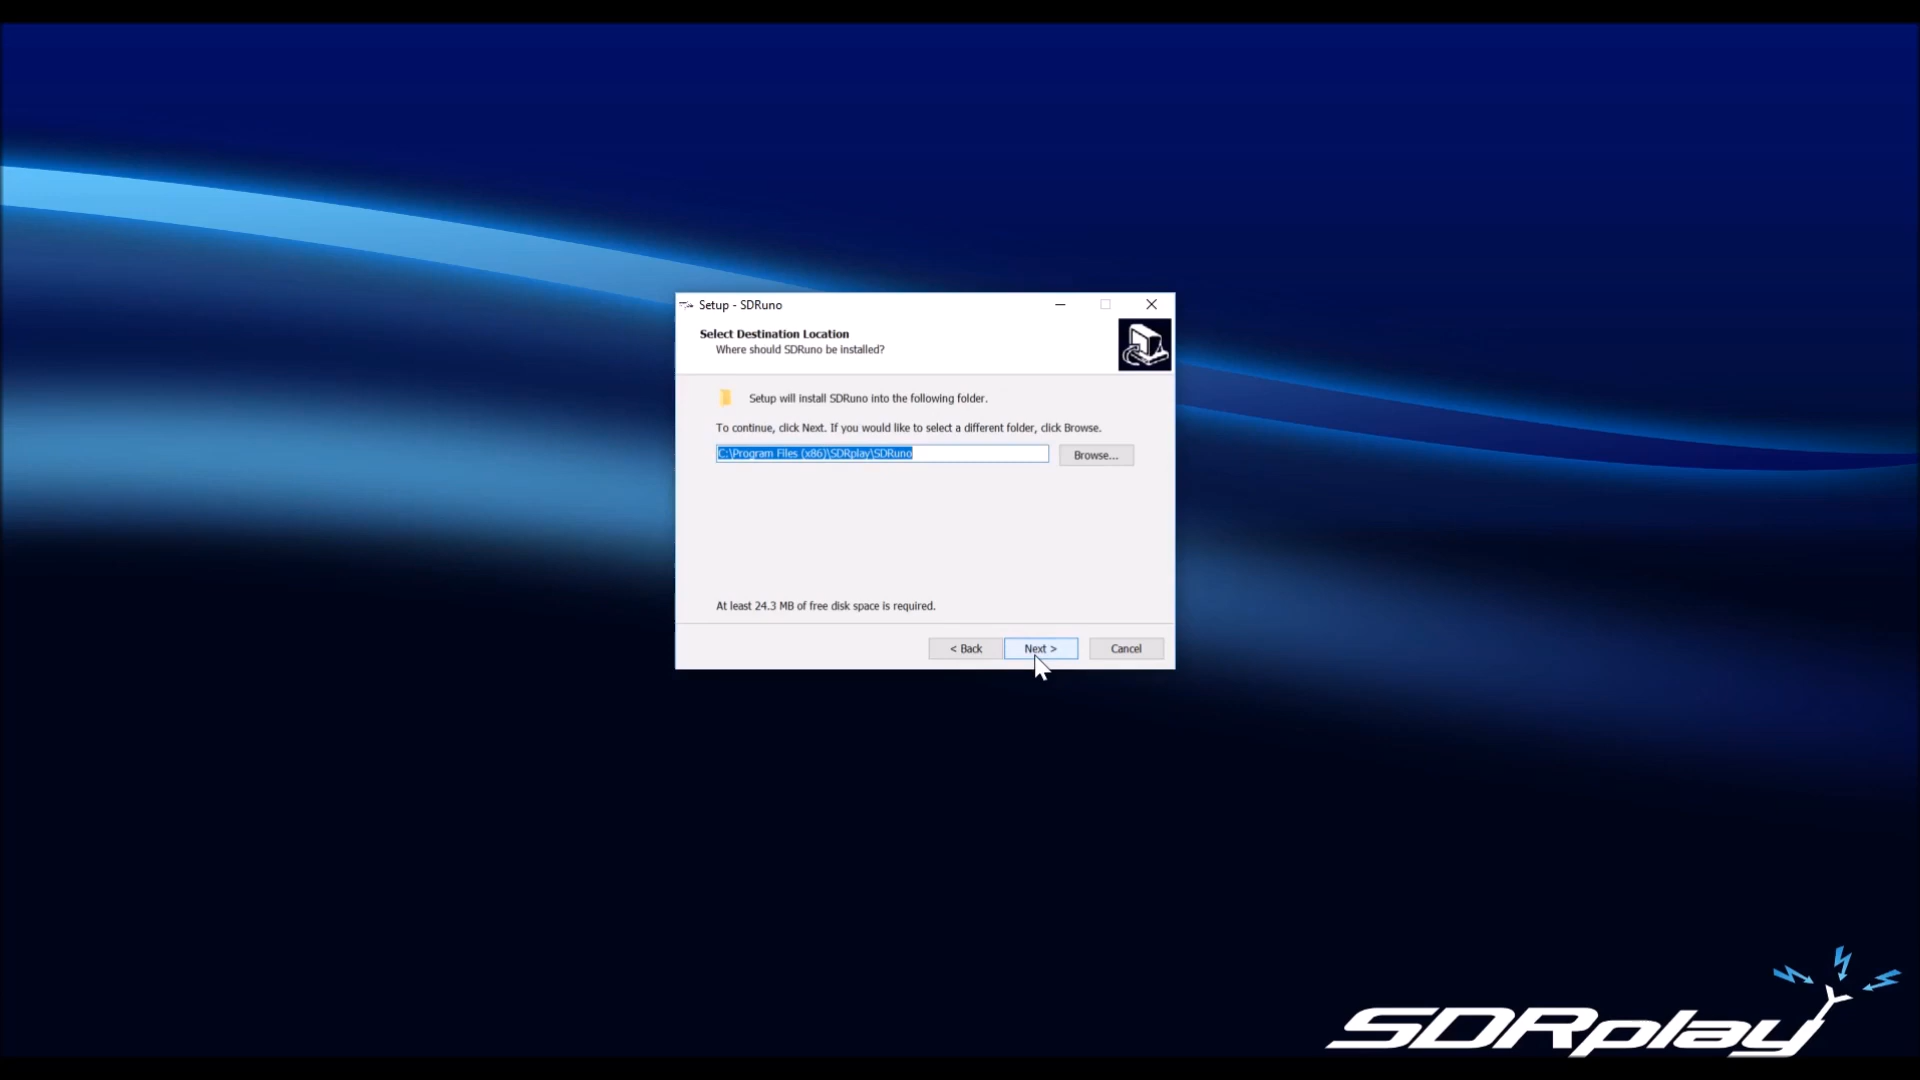 Setup - SDRuno
Select Destination Location
Where should SDRuno be installed?
Setup will install SDRuno into the following folder.
To continue, click Next. If you would like to select a different folder, click Browse.
C:\Program Files (x86)\SDRplay\SDRuno
Browse...
At least 24.3 MB of free disk space is required.
< Back
Next >
Cancel
SDRplay